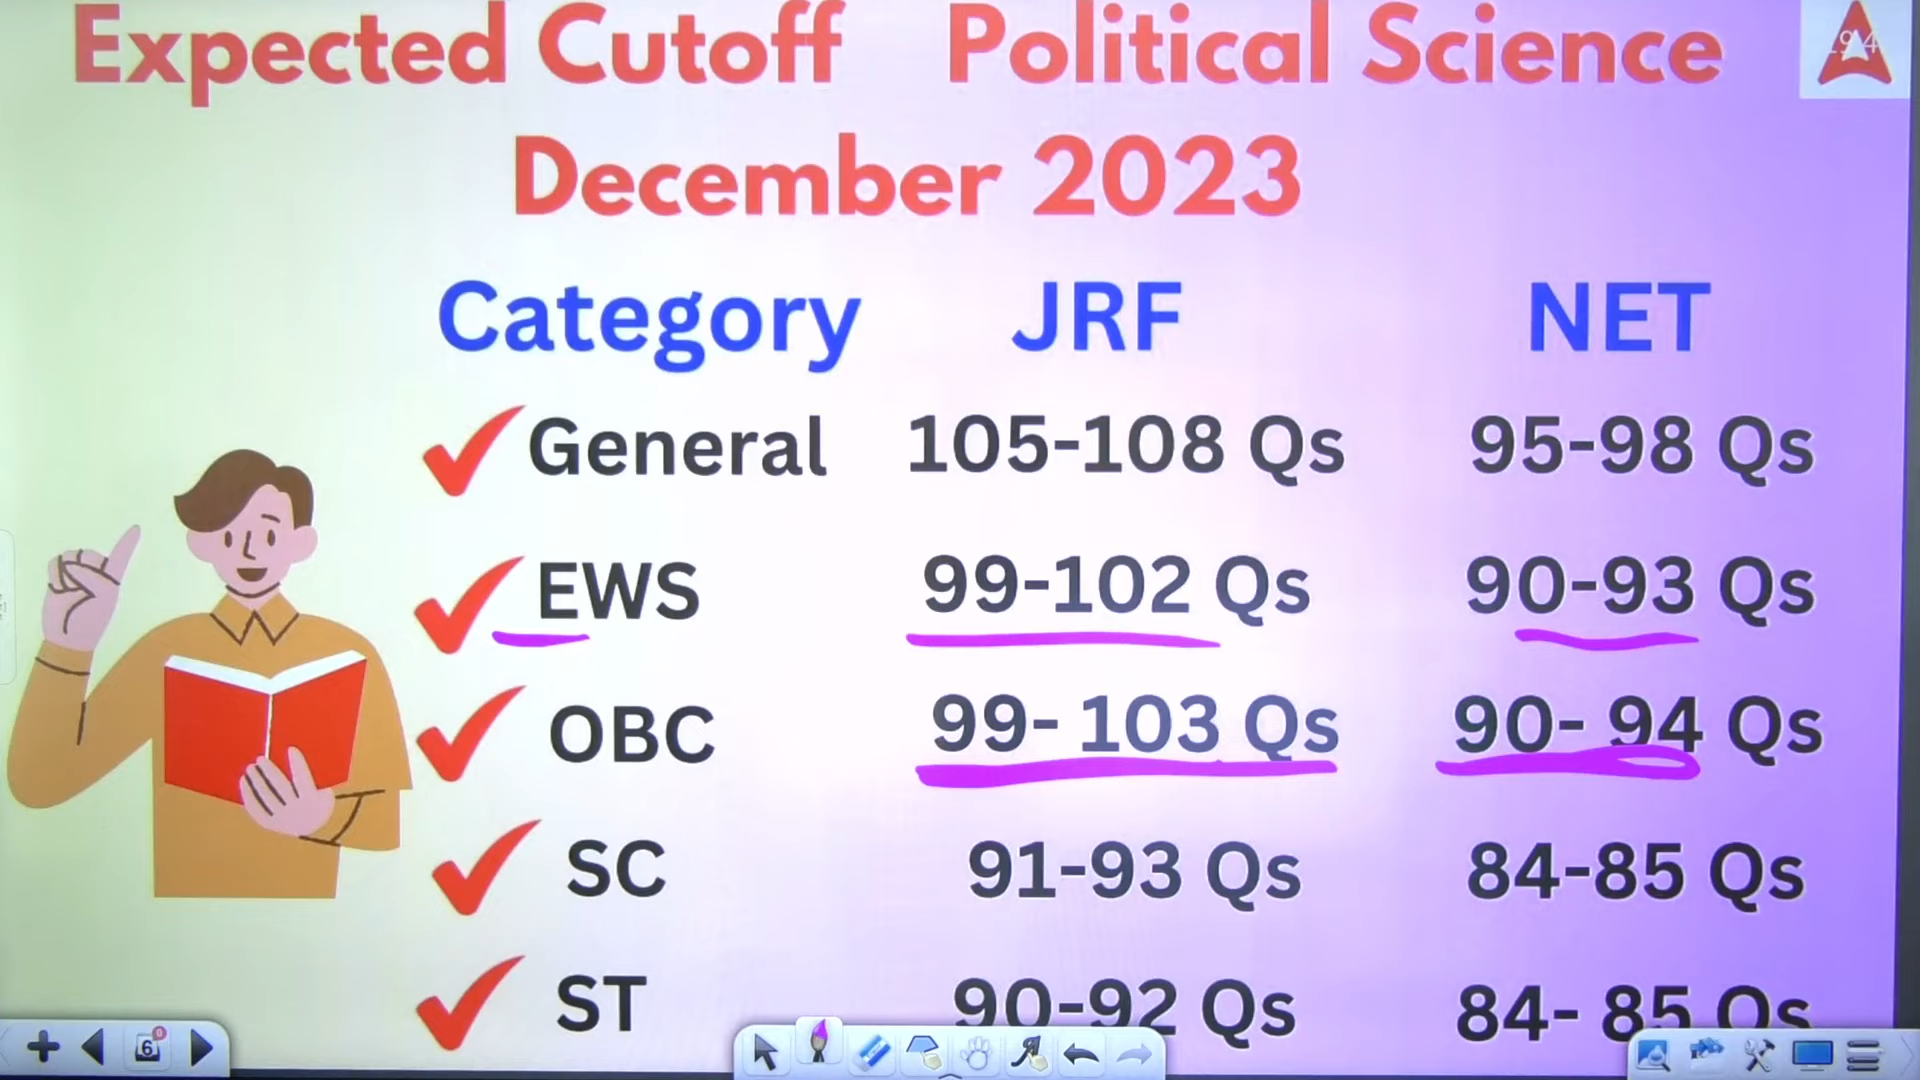 Expected Cutoff Political Science
December 2023
Category JRF NET
General 105-108 Qs 95-98 Qs
EWS 99-102 Qs 90-93 Qs
OBC 99- 103 Qs 90- 94 Qs
SC 91-93 Qs 84-85 Qs
ST 90-92 Qs 84- 85 Qs
6